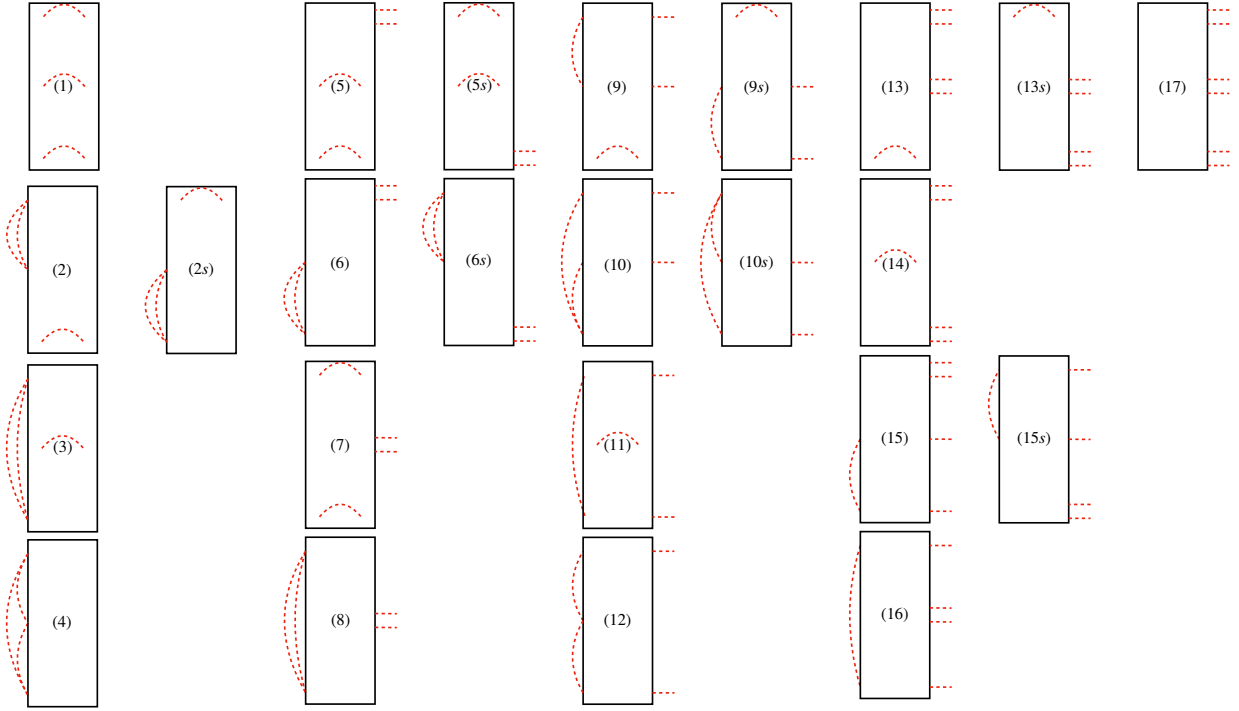 (1) (5) (5s) (9) (9s) (13) (13s) (17)
(2) (2s) (6) (6s) (10) (10s) (14)
(3) (7) (11) (15) (15s)
(4) (8) (12) (16)